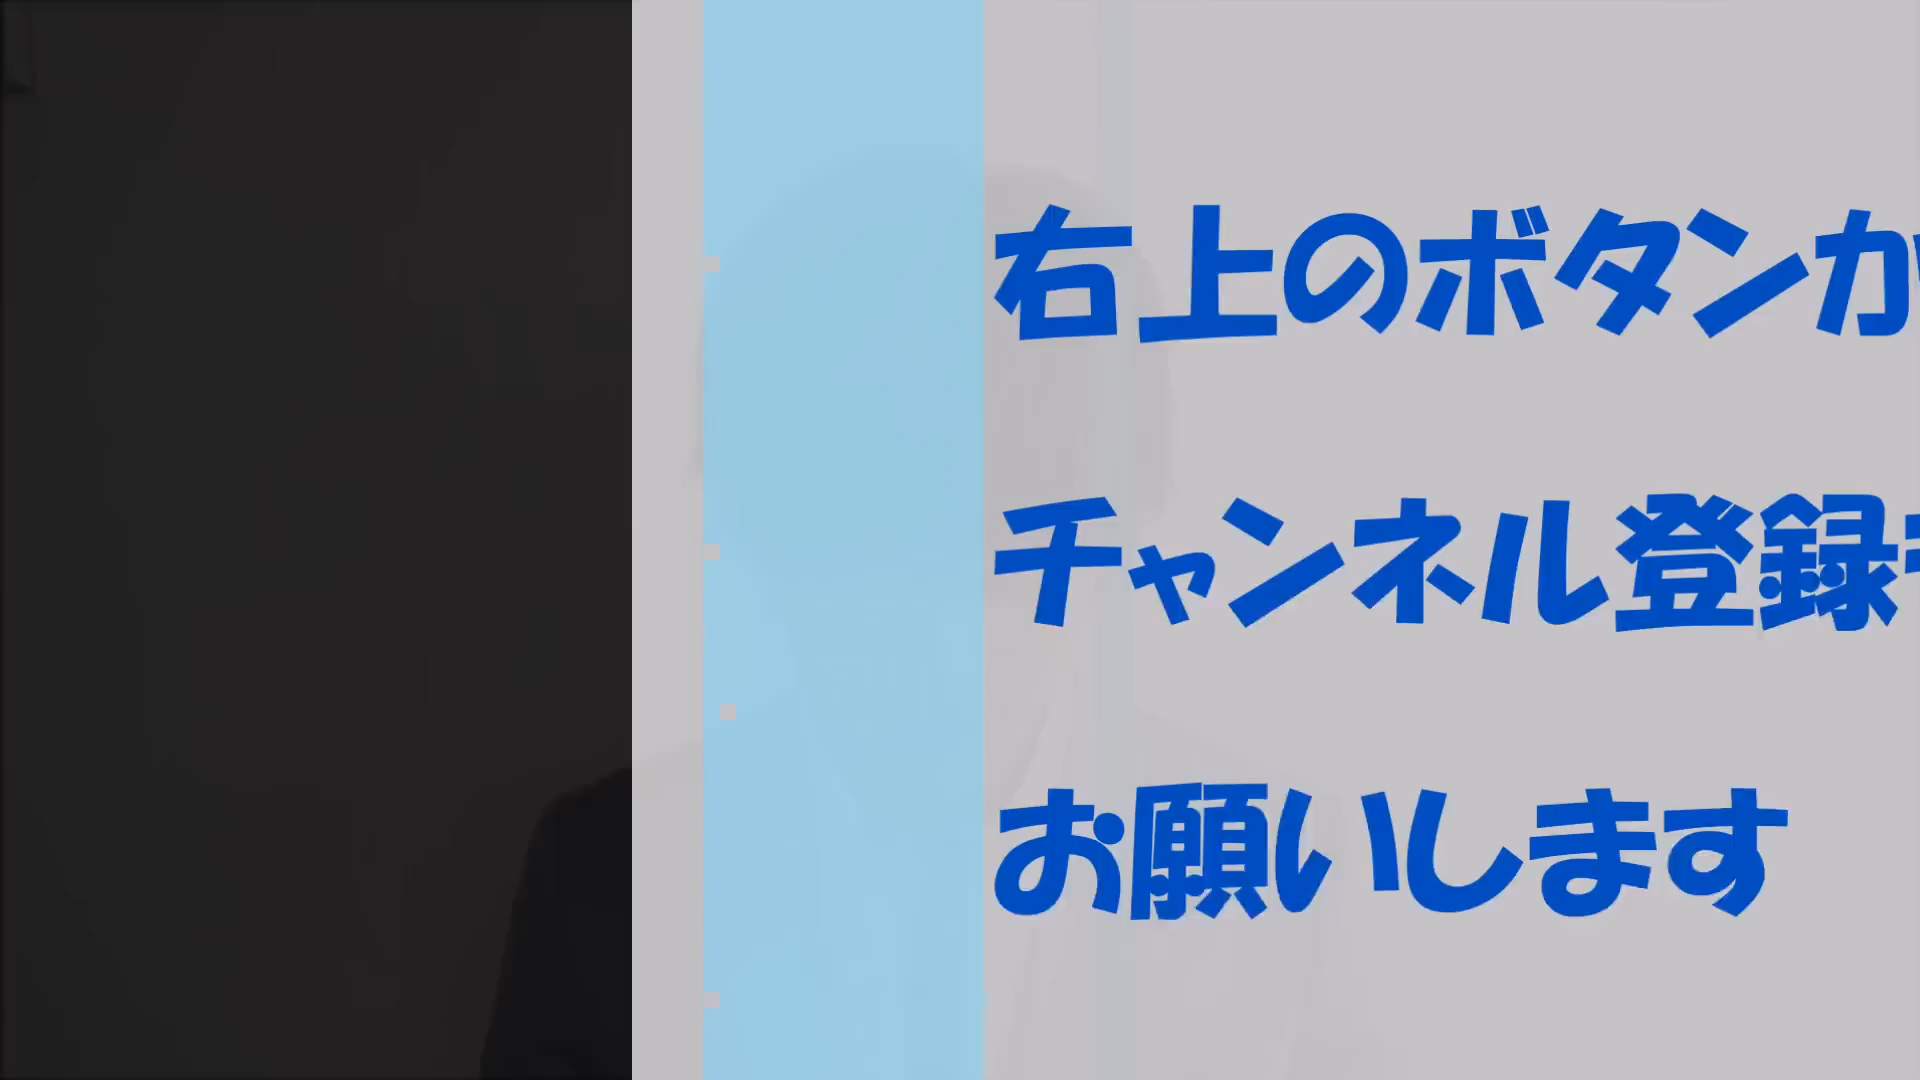 右上のボタンか
チャンネル登録
お願いします